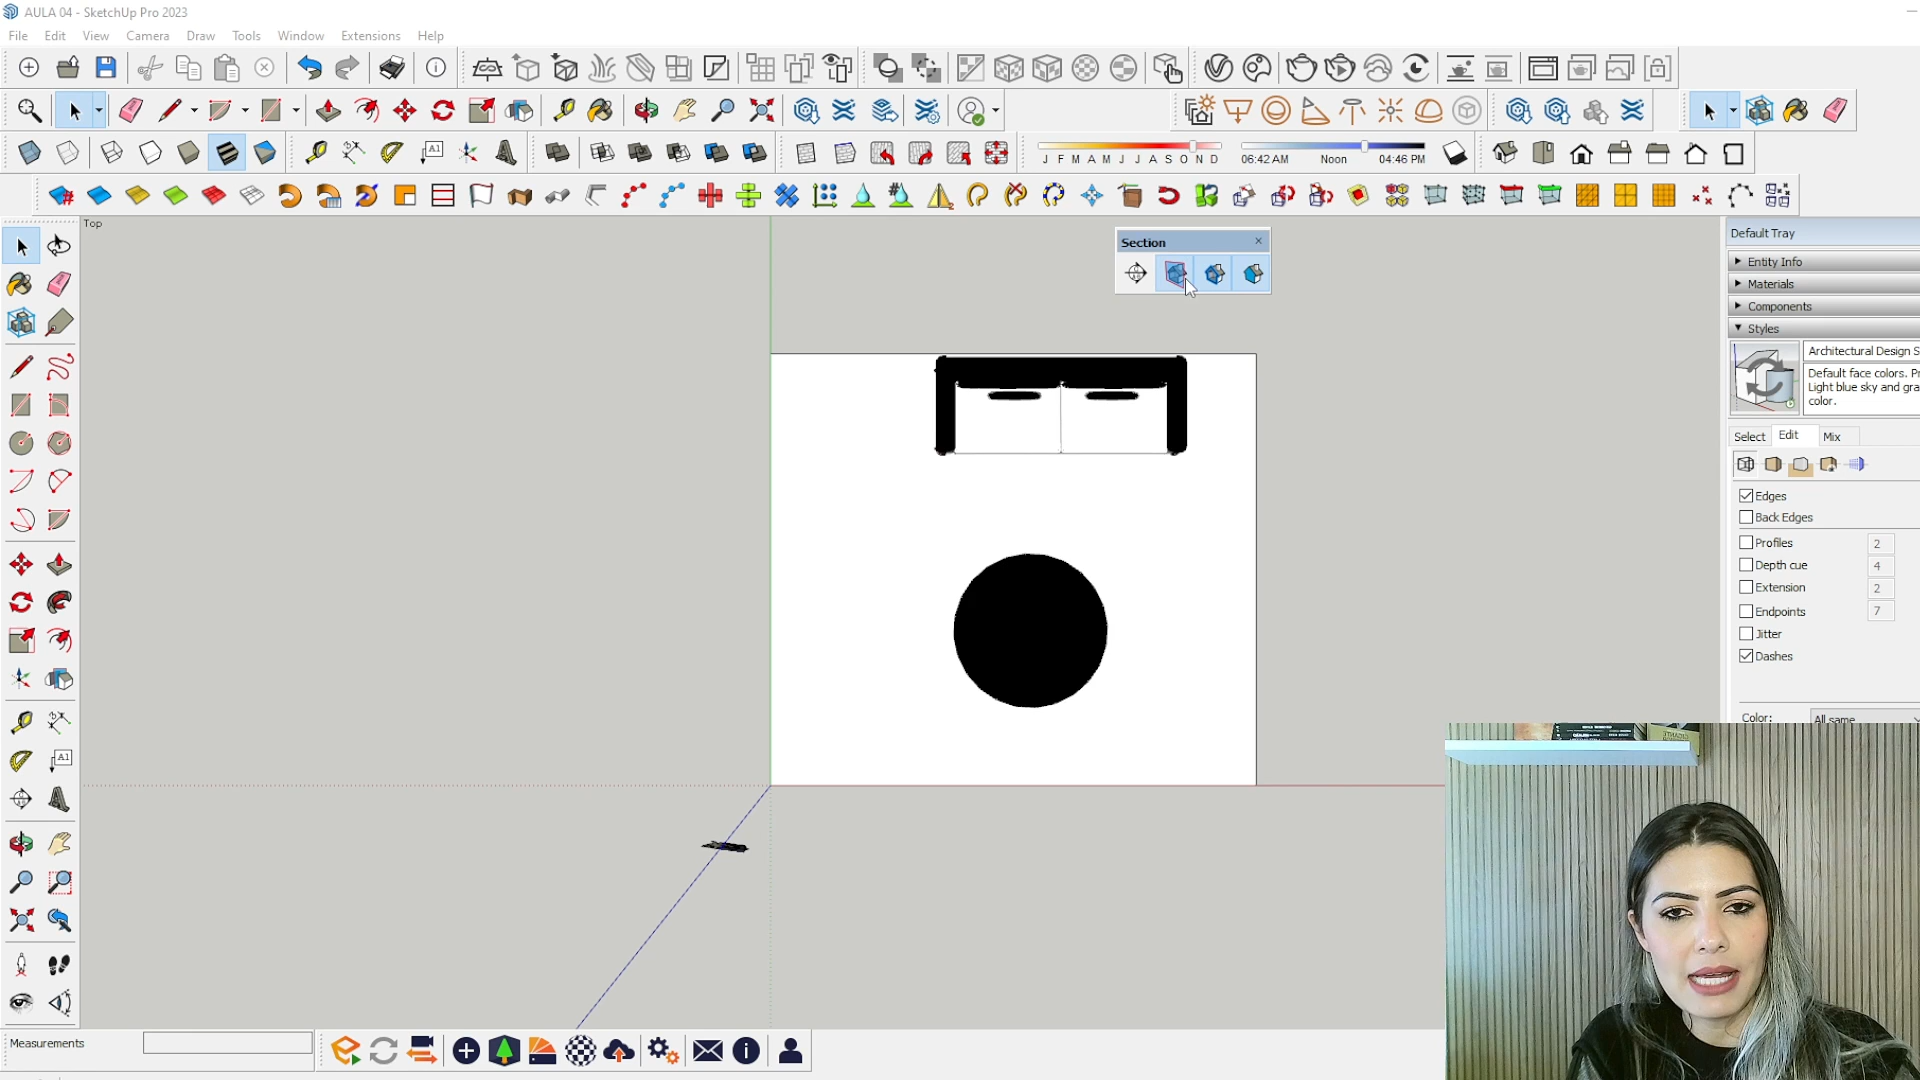 AULA 04 - SketchUp Pro 2023
File Edit View Camera Draw Tools Window Extensions Help
A1
J F M A M J J A S O N D
06:42 AM Noon 04:46 PM
Top
Section
Default Tray
Entity Info
Materials
Components
Styles
Architectural Design S
Default face colors. Pr
Light blue sky and gra
color.
Select Edit Mix
Edges
Back Edges
Profiles 2
Depth cue 4
Extension 2
Endpoints 7
Jitter
Dashes
Color: All same
A1
Measurements